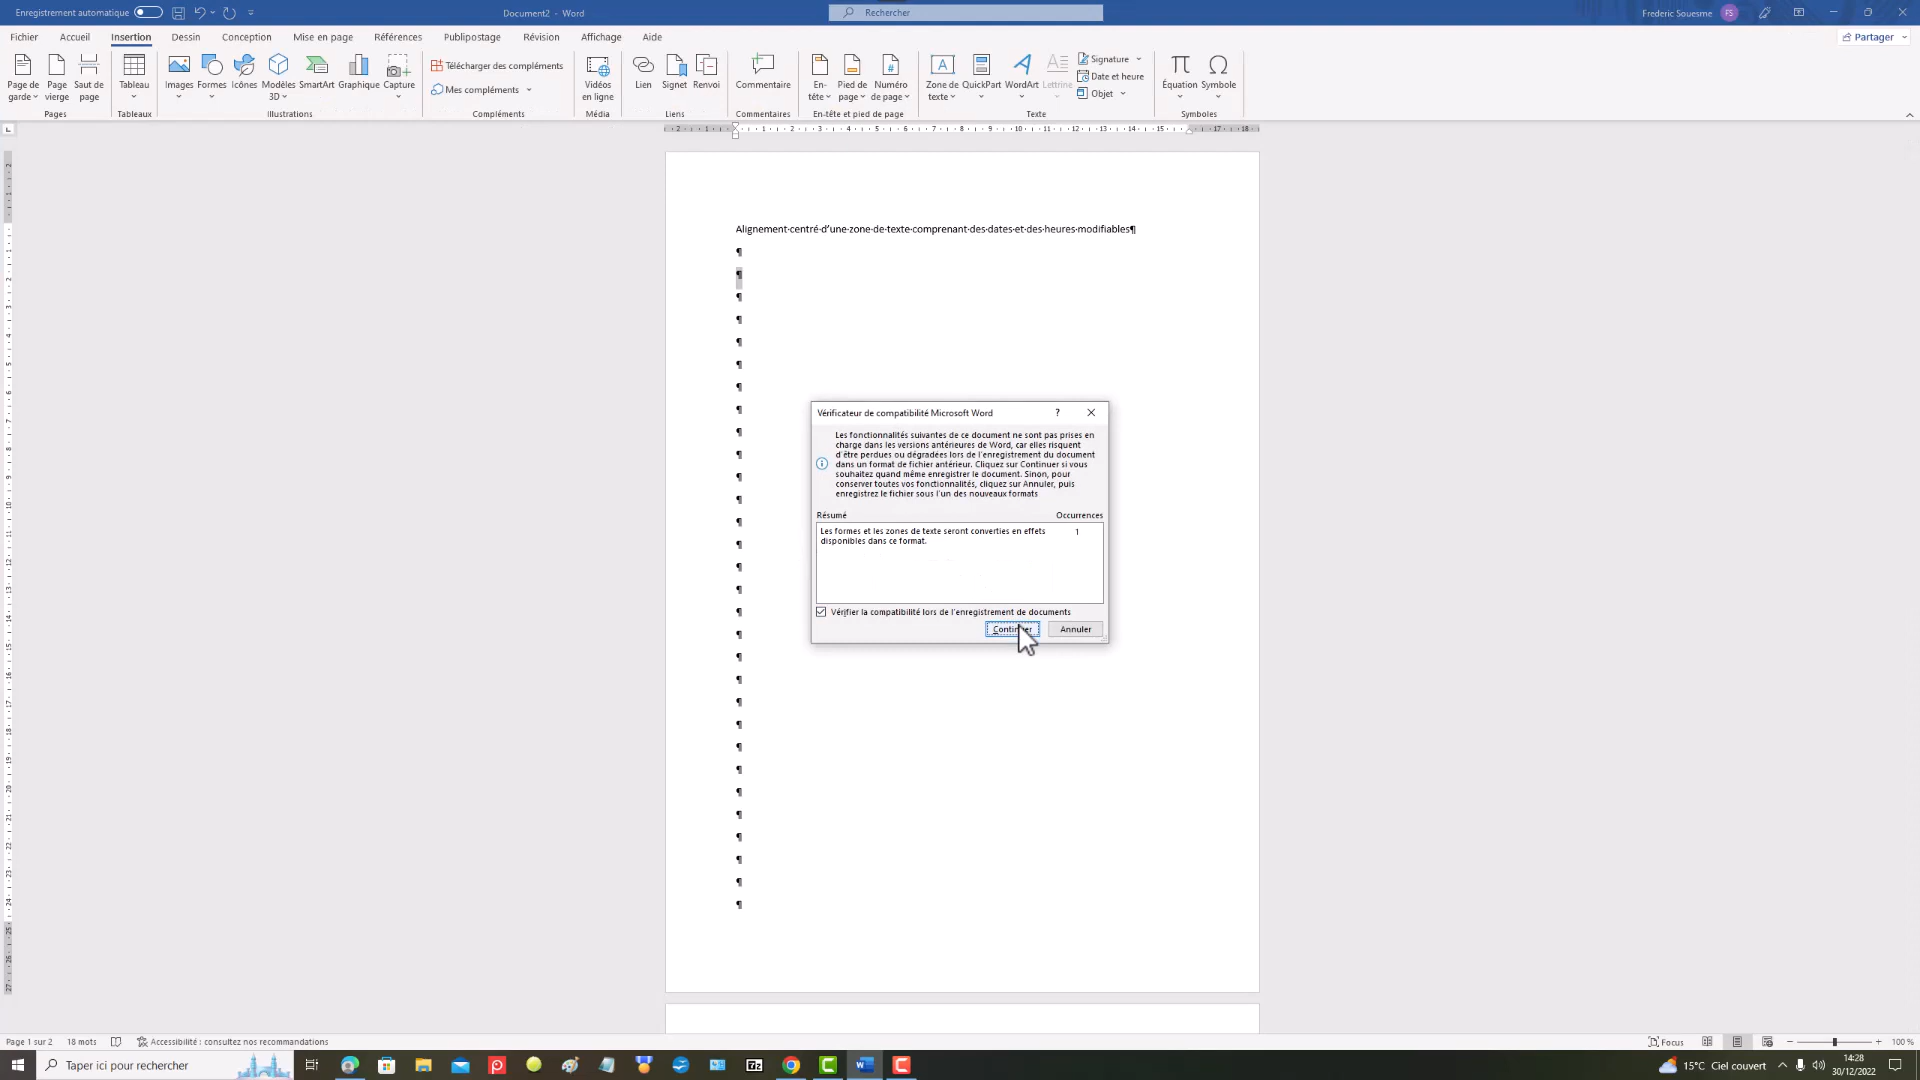 Enregistrement automatique
Document2 - Word
Rechercher
Frederic Souesme
FS
Fichier
Accueil
Insertion
Dessin
Conception
Mise en page
Références
Publipostage
Révision
Affichage
Aide
Partager
Page de garde
Page vierge
Saut de page
Tableau
Images
Formes
Icônes
Modèles 3D
SmartArt
Graphique
Capture
Télécharger des compléments
Mes compléments
Vidéos en ligne
Lien
Signet
Renvoi
Commentaire
En-tête
Pied de page
Numéro de page
Zone de texte
QuickPart
WordArt
Lettrine
Signature
Date et heure
Objet
Équation
Symbole
Pages
Tableaux
Illustrations
Compléments
Média
Liens
Commentaires
En-tête et pied de page
Texte
Symboles
Alignement·centré·d'une·zone·de·texte·comprenant·des·dates·et·des·heures·modifiables¶
Vérificateur de compatibilité Microsoft Word
Les fonctionnalités suivantes de ce document ne sont pas prises en
charge dans les versions antérieures de Word, car elles risquent
d'être perdues ou dégradées lors de l'enregistrement du document
dans un format de fichier antérieur. Cliquez sur Continuer si vous
souhaitez quand même enregistrer le document. Sinon, pour
conserver toutes vos fonctionnalités, cliquez sur Annuler, puis
enregistrez le fichier sous l'un des nouveaux formats
Résumé
Occurrences
Les formes et les zones de texte seront converties en effets
disponibles dans ce format.
1
Vérifier la compatibilité lors de l'enregistrement de documents
Continuer
Annuler
Page 1 sur 2
18 mots
Accessibilité : consultez nos recommandations
Focus
100 %
Taper ici pour rechercher
15°C Ciel couvert
14:28
30/12/2022